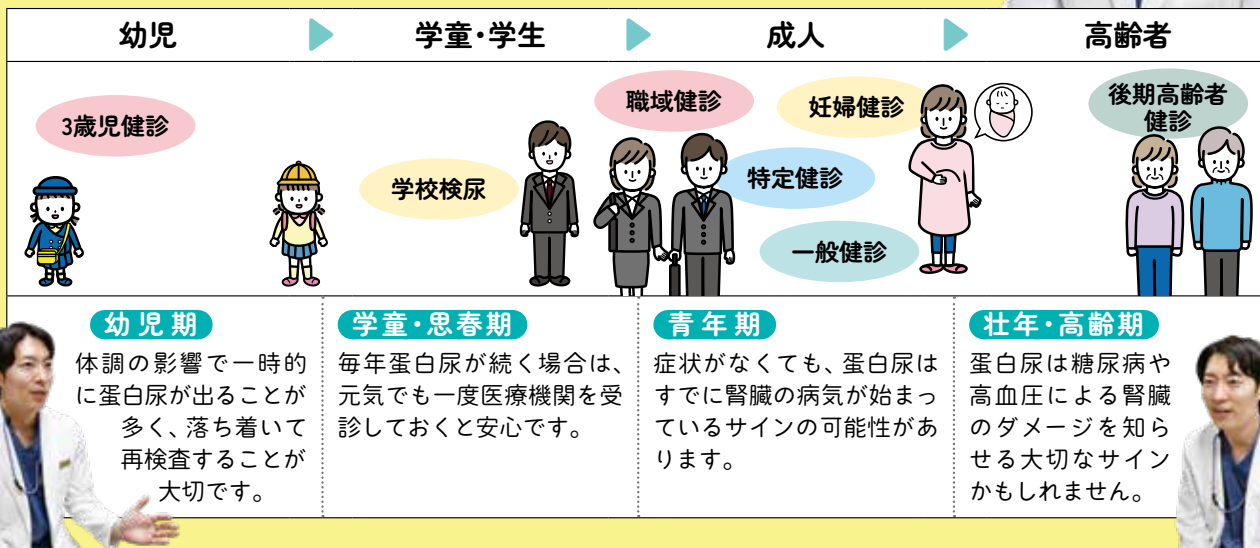 幼児
学童・学生
成人
高齢者
3歳児健診
学校検尿
職域健診
妊婦健診
特定健診
一般健診
後期高齢者
健診
幼児期
体調の影響で一時的
に蛋白尿が出ることが
多く、落ち着いて
再検査することが
大切です。
学童・思春期
毎年蛋白尿が続く場合は、
元気でも一度医療機関を受
診しておくと安心です。
青年期
症状がなくても、蛋白尿は
すでに腎臓の病気が始まっ
ているサインの可能性があ
ります。
壮年・高齢期
蛋白尿は糖尿病や
高血圧による腎臓
のダメージを知ら
せる大切なサイン
かもしれません。